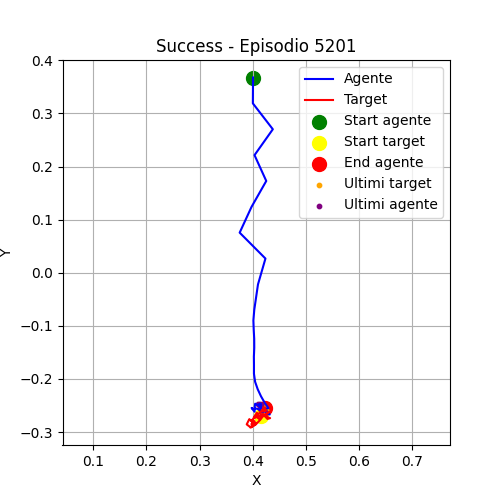 Success - Episodio 5201
0.4
0.3
0.2
0.1
0.0
−0.1
−0.2
−0.3
Y
Agente
Target
Start agente
Start target
End agente
Ultimi target
Ultimi agente
0.1 0.2 0.3 0.4 0.5 0.6 0.7
X